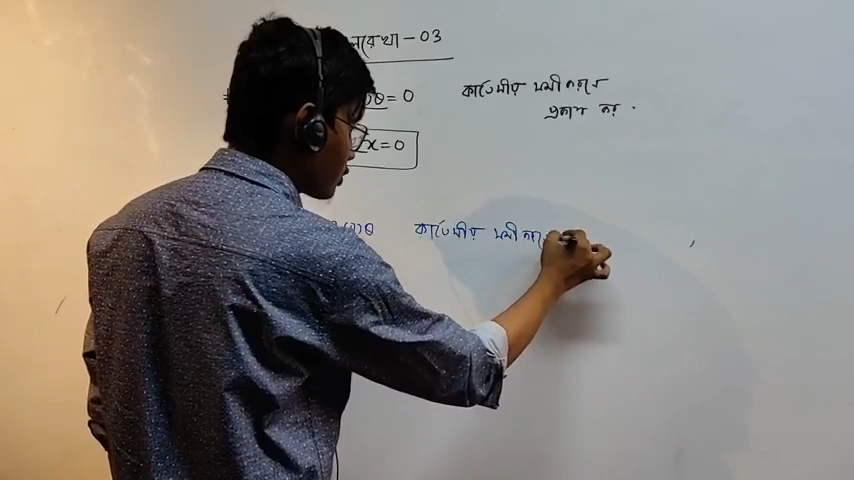 রেখা - 03
θ = 0 কার্তেসীয় সমীকরণে
প্রকাশ কর .
x = 0
θ কার্তেসীয় সমীকরণে